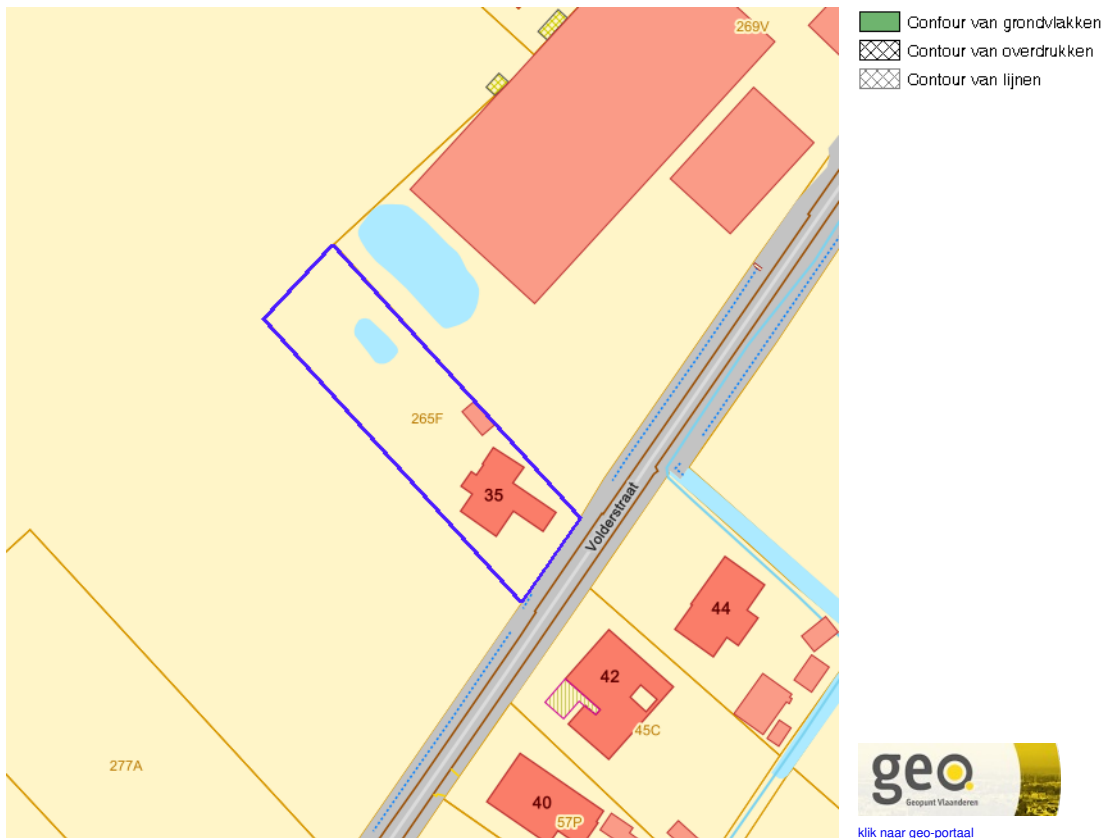 269V
Contour van grondvlakken
Contour van overdrukken
Contour van lijnen
265F
35
Volderstraat
44
42
45C
277A
40
57P
geo
Geopunt Vlaanderen
klik naar geo-portaal